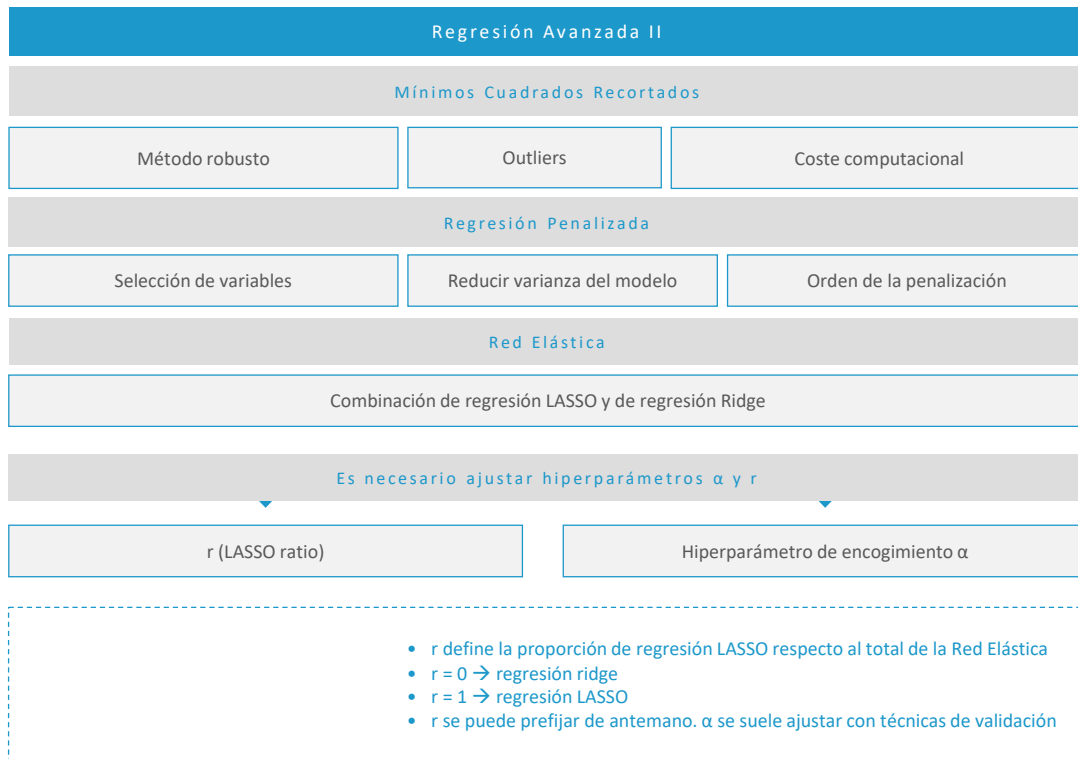 Regresión Avanzada II
Mínimos Cuadrados Recortados
Método robusto
Outliers
Coste computacional
Regresión Penalizada
Selección de variables
Reducir varianza del modelo
Orden de la penalización
Red Elástica
Combinación de regresión LASSO y de regresión Ridge
Es necesario ajustar hiperparámetros α y r
r (LASSO ratio)
Hiperparámetro de encogimiento α
• r define la proporción de regresión LASSO respecto al total de la Red Elástica
• r = 0 → regresión ridge
• r = 1 → regresión LASSO
• r se puede prefijar de antemano. α se suele ajustar con técnicas de validación